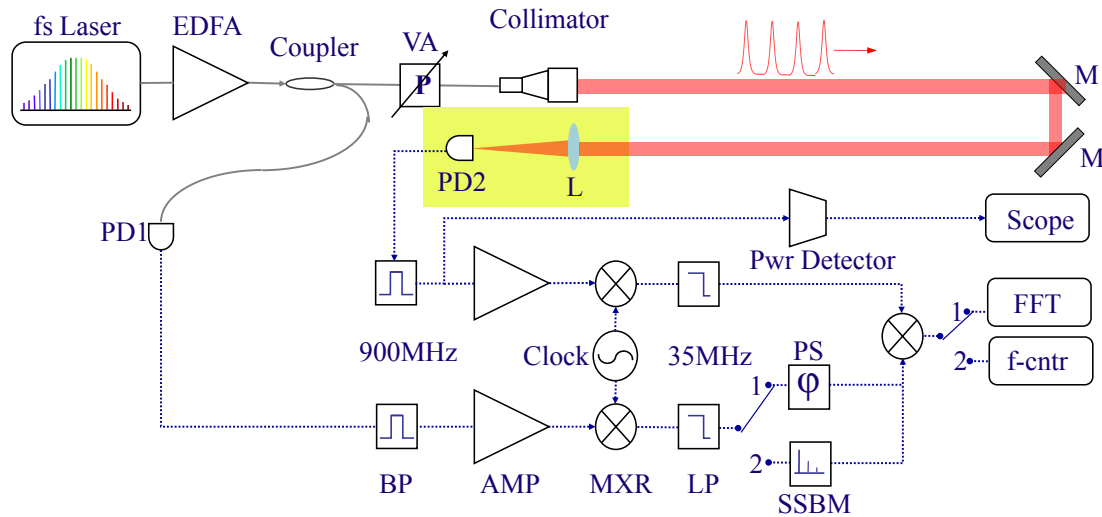 fs Laser
EDFA
Coupler
VA
P
Collimator
M
M
PD2
L
PD1
Scope
Pwr Detector
900MHz
Clock
35MHz
PS
φ
1
2
1
2
FFT
f-cntr
BP
AMP
MXR
LP
SSBM